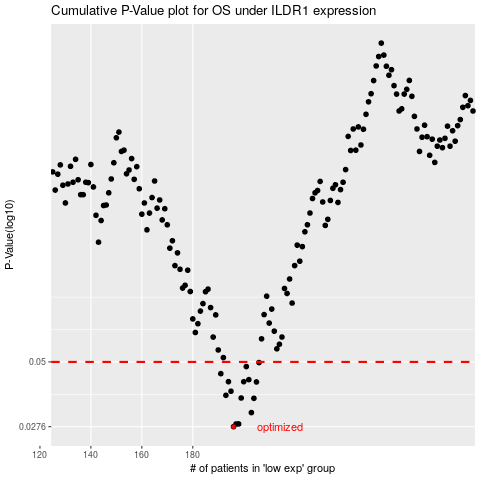 Cumulative P-Value plot for OS under ILDR1 expression
P-Value(log10)
0.05
0.0276
optimized
120 140 160 180
# of patients in 'low exp' group